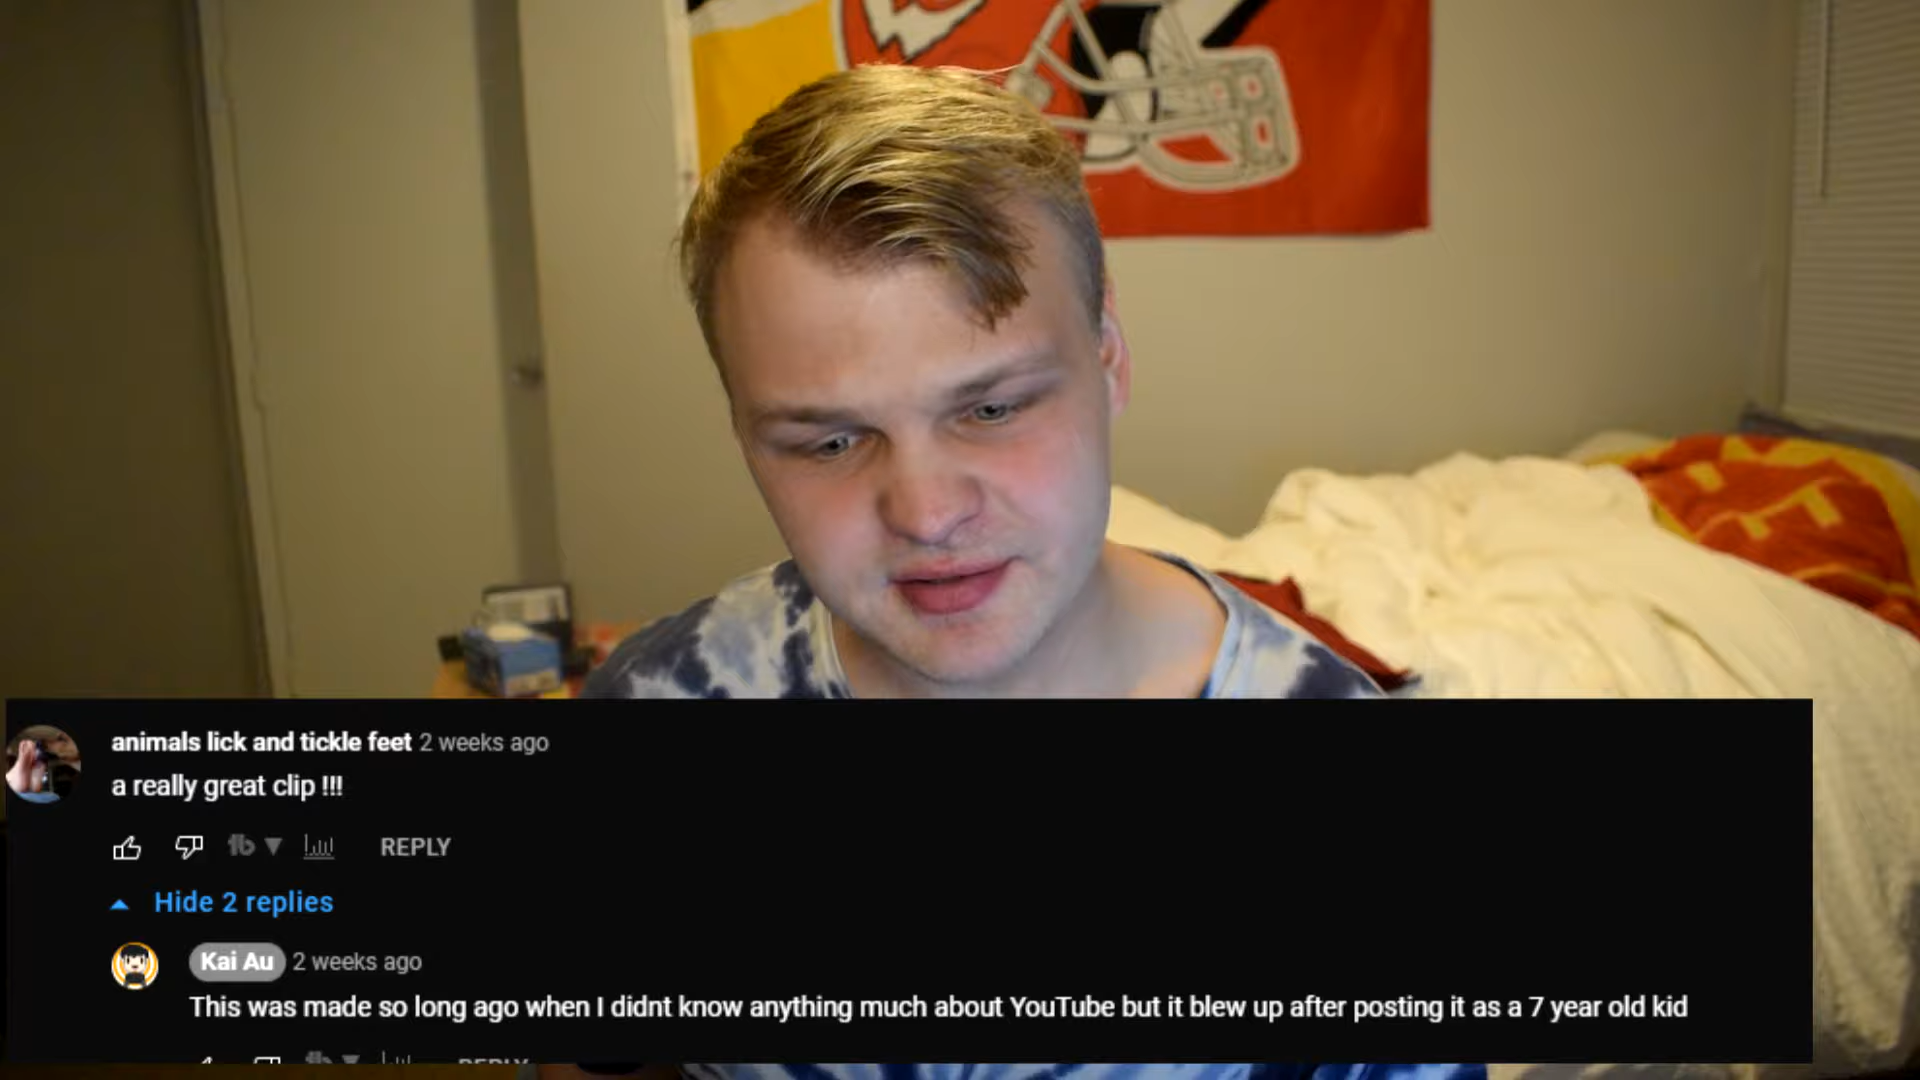 animals lick and tickle feet 2 weeks ago
a really great clip !!!
REPLY
Hide 2 replies
Kai Au 2 weeks ago
This was made so long ago when I didnt know anything much about YouTube but it blew up after posting it as a 7 year old kid
REPLY